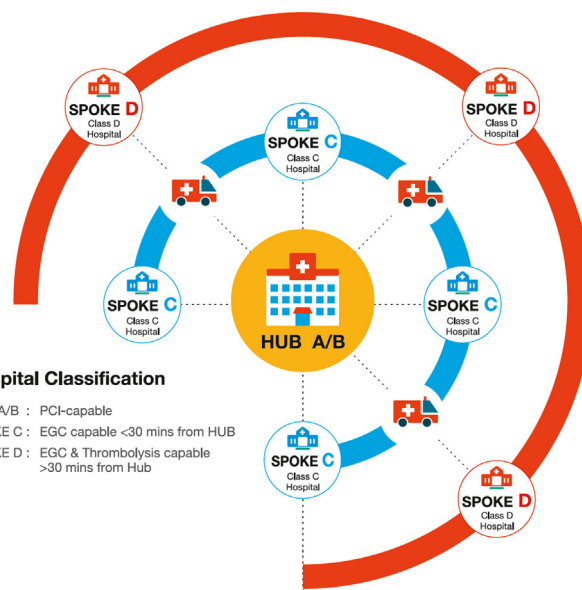 SPOKE D
Class D
Hospital
SPOKE D
Class D
Hospital
SPOKE C
Class C
Hospital
SPOKE C
Class C
Hospital
SPOKE C
Class C
Hospital
HUB A/B
SPOKE C
Class C
Hospital
SPOKE D
Class D
Hospital
pital Classification
A/B : PCI-capable
KE C : EGC capable <30 mins from HUB
KE D : EGC & Thrombolysis capable
>30 mins from Hub